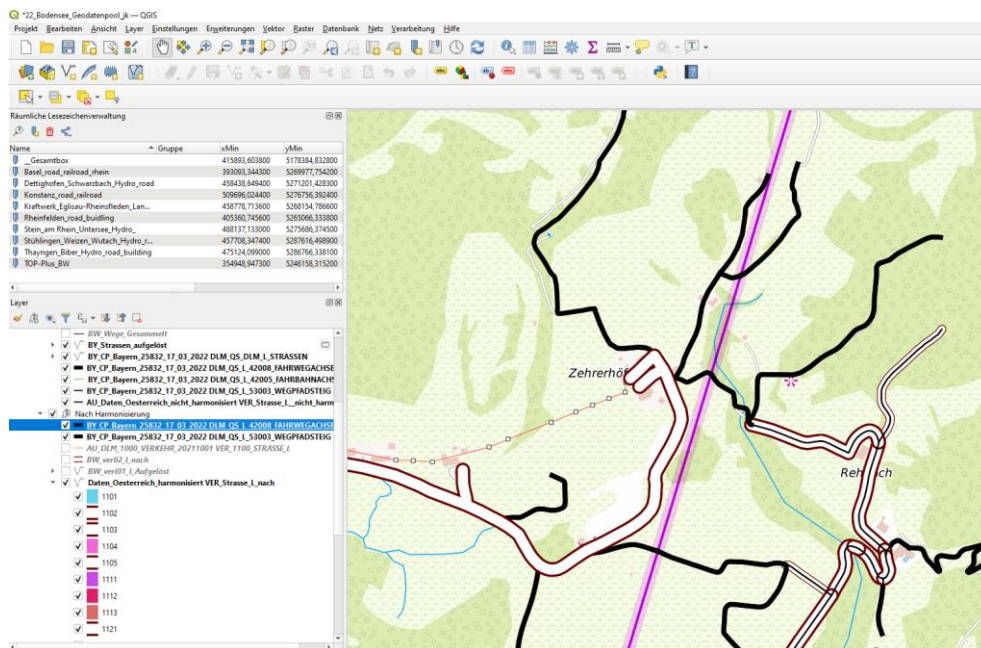 *22_Bodensee_Geodatenpool_jk — QGIS
Projekt Bearbeiten Ansicht Layer Einstellungen Erweiterungen Vektor Raster Datenbank Netz Verarbeitung Hilfe
Räumliche Lesezeichenverwaltung
Name Gruppe xMin yMin
__Gesamtbox 415893,603800 5178384,832800
Basel_road_railroad_rhein 393093,344300 5269977,754200
Dettighofen_Schwarzbach_Hydro_road 458438,649400 5271201,428300
Konstanz_road_railroad 509696,024400 5276756,392400
Kraftwerk_Eglisau-Rheinsfleden_Lan... 458778,713600 5268154,786600
Rheinfelden_road_buidling 405360,745600 5265066,333800
Stein_am Rhein_Untersee_Hydro_ 488137,133000 5275686,374500
Stühlingen_Weizen_Wutach_Hydro_r... 457708,347400 5287616,498900
Thayngen_Biber_Hydro_road_building 475124,099000 5286766,338100
TOP-Plus_BW 354948,947300 5246158,315200
Layer
BW_Wege_Gesammelt
BY_Strassen_aufgelöst
BY_CP_Bayern_25832_17_03_2022 DLM_QS_DLM_L_STRASSEN
BY_CP_Bayern_25832_17_03_2022 DLM_QS_L_42008_FAHRWEGACHSE
BY_CP_Bayern_25832_17_03_2022 DLM_QS_L_42005_FAHRBAHNACHS
BY_CP_Bayern_25832_17_03_2022 DLM_QS_L_53003_WEGPFADSTEIG
AU_Daten_Oesterreich_nicht_harmonisiert VER_Strasse_L__nicht_harm
Nach Harmonisierung
BY_CP_Bayern_25832_17_03_2022 DLM_QS_L_42008_FAHRWEGACHSE
BY_CP_Bayern_25832_17_03_2022 DLM_QS_L_53003_WEGPFADSTEIG
AU_DLM_1000_VERKEHR_20211001 VER_1100_STRASSE_L
BW_ver02_l_nach
BW_ver01_l_Aufgelöst
Daten_Oesterreich_harmonisiert VER_Strasse_L_nach
1101
1102
1103
1104
1105
1111
1112
1113
1121
Zehrerhöf